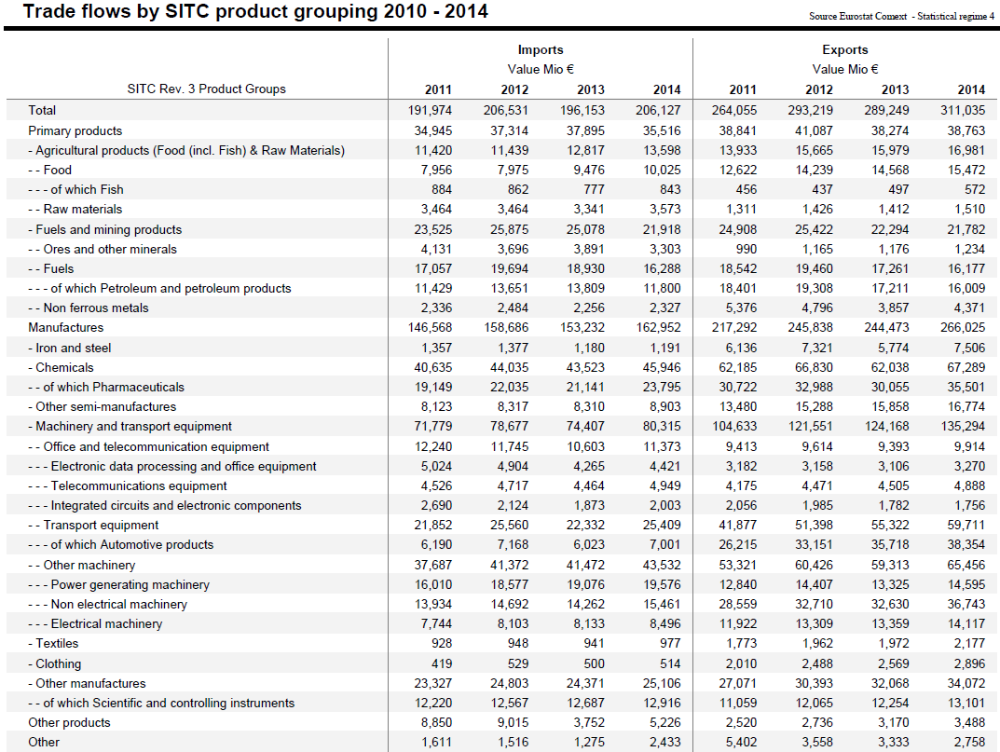 Trade flows by SITC product grouping 2010 - 2014
Source Eurostat Comext - Statistical regime 4
Imports Exports
Value Mio € Value Mio €
SITC Rev. 3 Product Groups 2011 2012 2013 2014 2011 2012 2013 2014
Total 191,974 206,531 196,153 206,127 264,055 293,219 289,249 311,035
Primary products 34,945 37,314 37,895 35,516 38,841 41,087 38,274 38,763
- Agricultural products (Food (incl. Fish) & Raw Materials) 11,420 11,439 12,817 13,598 13,933 15,665 15,979 16,981
- - Food 7,956 7,975 9,476 10,025 12,622 14,239 14,568 15,472
- - - of which Fish 884 862 777 843 456 437 497 572
- - Raw materials 3,464 3,464 3,341 3,573 1,311 1,426 1,412 1,510
- Fuels and mining products 23,525 25,875 25,078 21,918 24,908 25,422 22,294 21,782
- - Ores and other minerals 4,131 3,696 3,891 3,303 990 1,165 1,176 1,234
- - Fuels 17,057 19,694 18,930 16,288 18,542 19,460 17,261 16,177
- - - of which Petroleum and petroleum products 11,429 13,651 13,809 11,800 18,401 19,308 17,211 16,009
- - Non ferrous metals 2,336 2,484 2,256 2,327 5,376 4,796 3,857 4,371
Manufactures 146,568 158,686 153,232 162,952 217,292 245,838 244,473 266,025
- Iron and steel 1,357 1,377 1,180 1,191 6,136 7,321 5,774 7,506
- Chemicals 40,635 44,035 43,523 45,946 62,185 66,830 62,038 67,289
- - of which Pharmaceuticals 19,149 22,035 21,141 23,795 30,722 32,988 30,055 35,501
- Other semi-manufactures 8,123 8,317 8,310 8,903 13,480 15,288 15,858 16,774
- Machinery and transport equipment 71,779 78,677 74,407 80,315 104,633 121,551 124,168 135,294
- - Office and telecommunication equipment 12,240 11,745 10,603 11,373 9,413 9,614 9,393 9,914
- - - Electronic data processing and office equipment 5,024 4,904 4,265 4,421 3,182 3,158 3,106 3,270
- - - Telecommunications equipment 4,526 4,717 4,464 4,949 4,175 4,471 4,505 4,888
- - - Integrated circuits and electronic components 2,690 2,124 1,873 2,003 2,056 1,985 1,782 1,756
- - Transport equipment 21,852 25,560 22,332 25,409 41,877 51,398 55,322 59,711
- - - of which Automotive products 6,190 7,168 6,023 7,001 26,215 33,151 35,718 38,354
- - Other machinery 37,687 41,372 41,472 43,532 53,321 60,426 59,313 65,456
- - - Power generating machinery 16,010 18,577 19,076 19,576 12,840 14,407 13,325 14,595
- - - Non electrical machinery 13,934 14,692 14,262 15,461 28,559 32,710 32,630 36,743
- - - Electrical machinery 7,744 8,103 8,133 8,496 11,922 13,309 13,359 14,117
- Textiles 928 948 941 977 1,773 1,962 1,972 2,177
- Clothing 419 529 500 514 2,010 2,488 2,569 2,896
- Other manufactures 23,327 24,803 24,371 25,106 27,071 30,393 32,068 34,072
- - of which Scientific and controlling instruments 12,220 12,567 12,687 12,916 11,059 12,065 12,254 13,101
Other products 8,850 9,015 3,752 5,226 2,520 2,736 3,170 3,488
Other 1,611 1,516 1,275 2,433 5,402 3,558 3,333 2,758